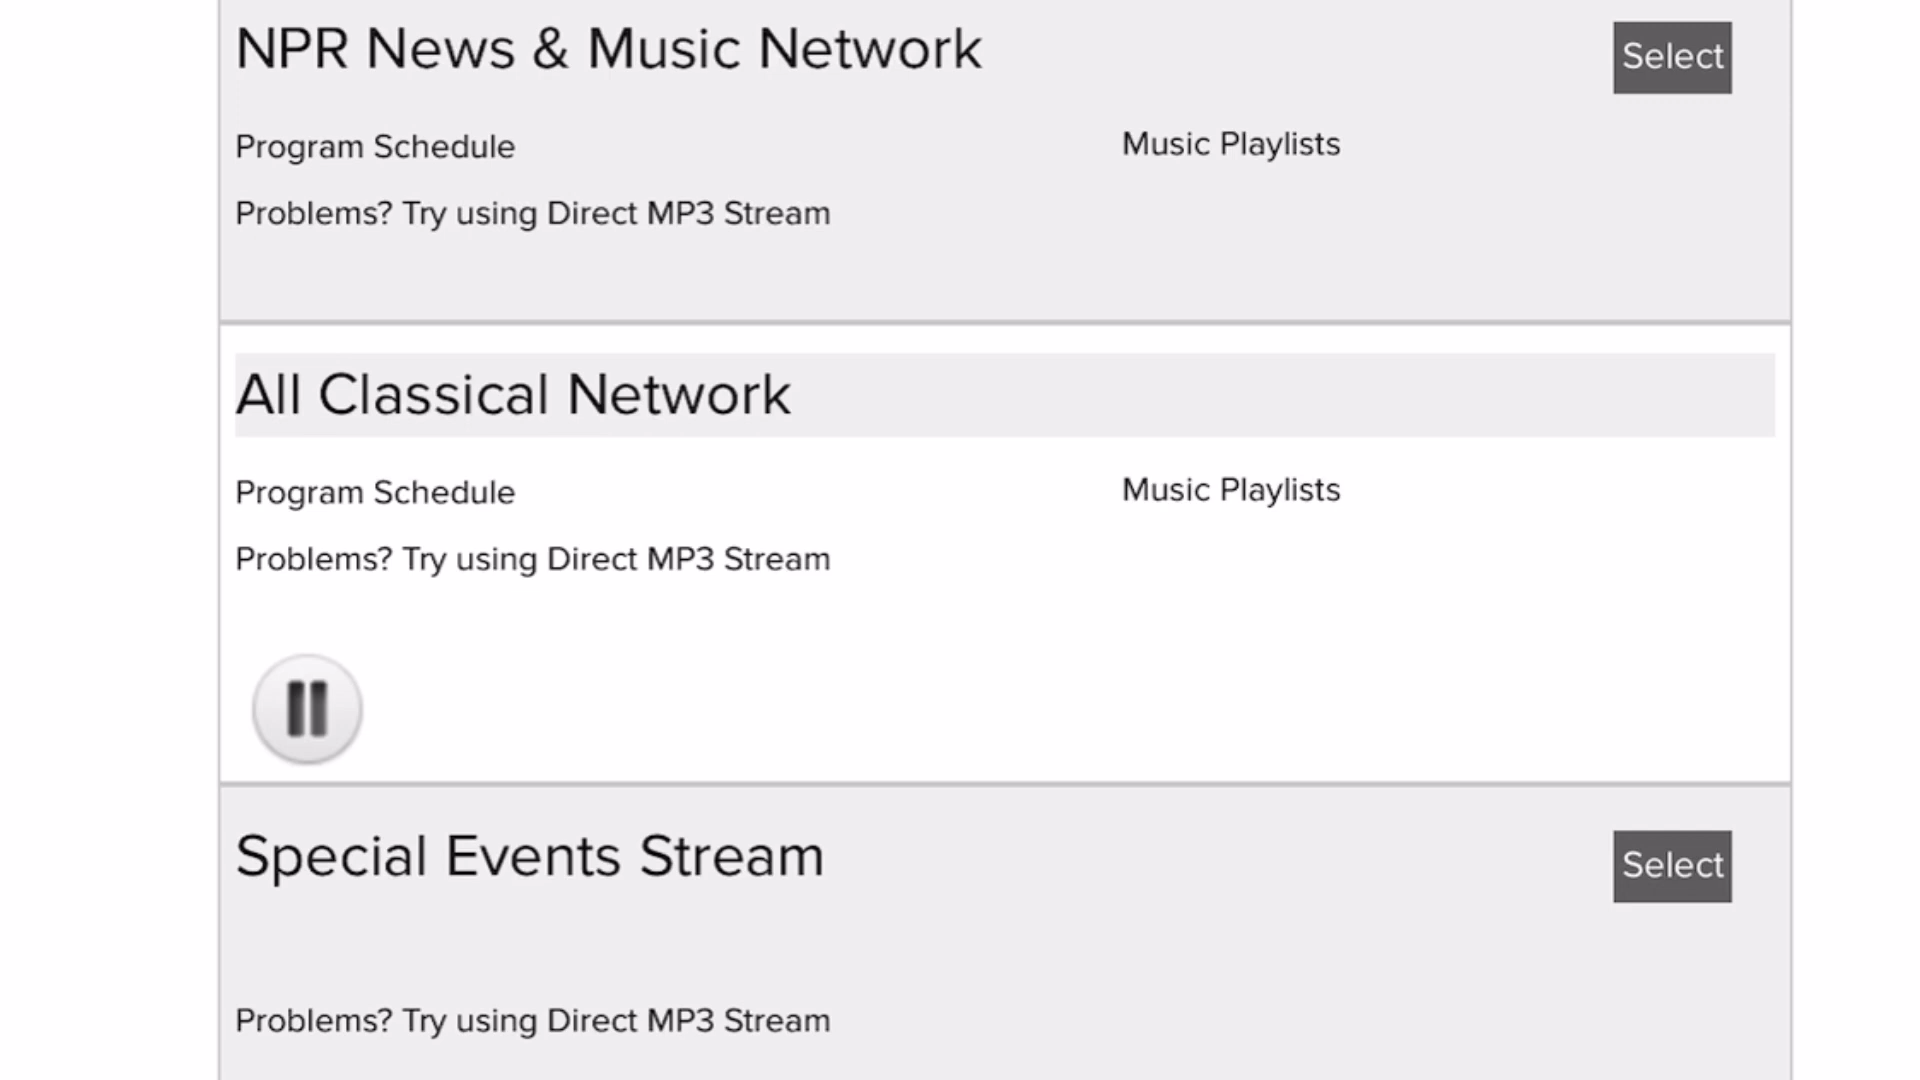 NPR News & Music Network
Select
Program Schedule
Music Playlists
Problems? Try using Direct MP3 Stream
All Classical Network
Program Schedule
Music Playlists
Problems? Try using Direct MP3 Stream
Special Events Stream
Select
Problems? Try using Direct MP3 Stream